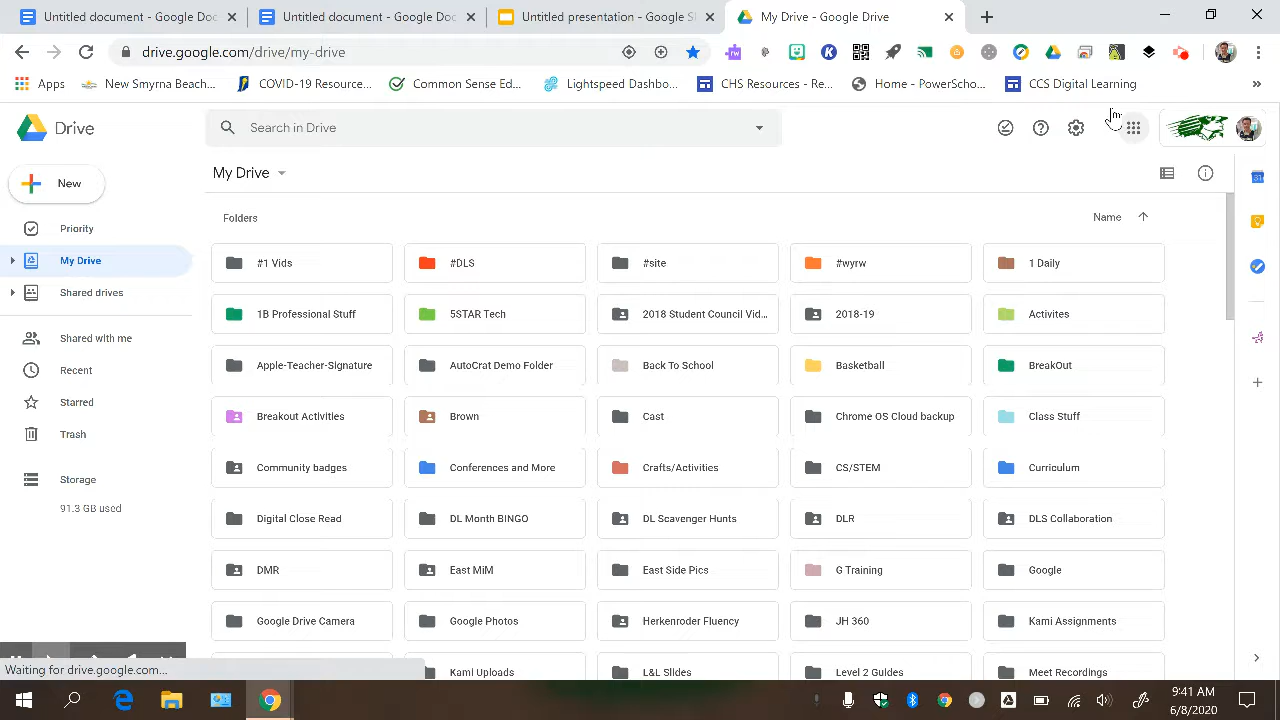 Untitled document - Google Doc
Untitled document - Google Doc
Untitled presentation - Google Sl
My Drive - Google Drive
drive.google.com/drive/my-drive
Apps
New Smyrna Beach...
COVID-19 Resource...
Common Sense Ed...
Lightspeed Dashbo...
CHS Resources - Re...
Home - PowerScho...
CCS Digital Learning
»
Drive
Search in Drive
New
My Drive
Priority
My Drive
Shared drives
Shared with me
Recent
Starred
Trash
Storage
91.3 GB used
Folders
Name
#1 Vids
#DLS
#site
#wyrw
1 Daily
1B Professional Stuff
5STAR Tech
2018 Student Council Vid...
2018-19
Activites
Apple-Teacher-Signature
AutoCrat Demo Folder
Back To School
Basketball
BreakOut
Breakout Activities
Brown
Cast
Chrome OS Cloud backup
Class Stuff
Community badges
Conferences and More
Crafts/Activities
CS/STEM
Curriculum
Digital Close Read
DL Month BINGO
DL Scavenger Hunts
DLR
DLS Collaboration
DMR
East MiM
East Side Pics
G Training
Google
Google Drive Camera
Google Photos
Herkenroder Fluency
JH 360
Kami Assignments
Kami Uploads
L&L Slides
Level 2 Guides
Meet Recordings
Waiting for drive.google.com...
9:41 AM
6/8/2020